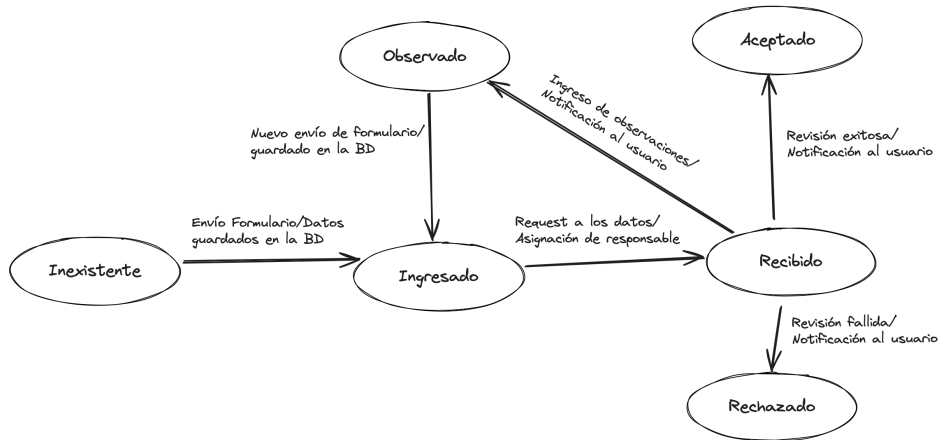 Aceptado
Observado
Ingreso de observaciones/
Notificación al usuario
Nuevo envío de formulario/
guardado en la BD
Revisión exitosa/
Notificación al usuario
Envío Formulario/Datos
guardados en la BD
Request a los datos/
Asignación de responsable
Inexistente
Ingresado
Recibido
Revisión fallida/
Notificación al usuario
Rechazado